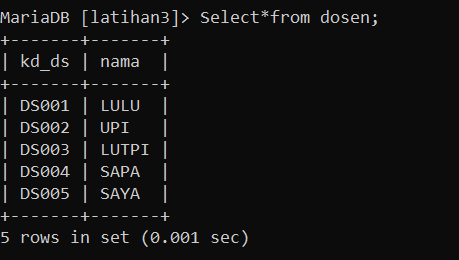 MariaDB [latihan3]> Select*from dosen;
+-------+-------+
| kd_ds | nama  |
+-------+-------+
| DS001 | LULU  |
| DS002 | UPI   |
| DS003 | LUTPI |
| DS004 | SAPA  |
| DS005 | SAYA  |
+-------+-------+
5 rows in set (0.001 sec)